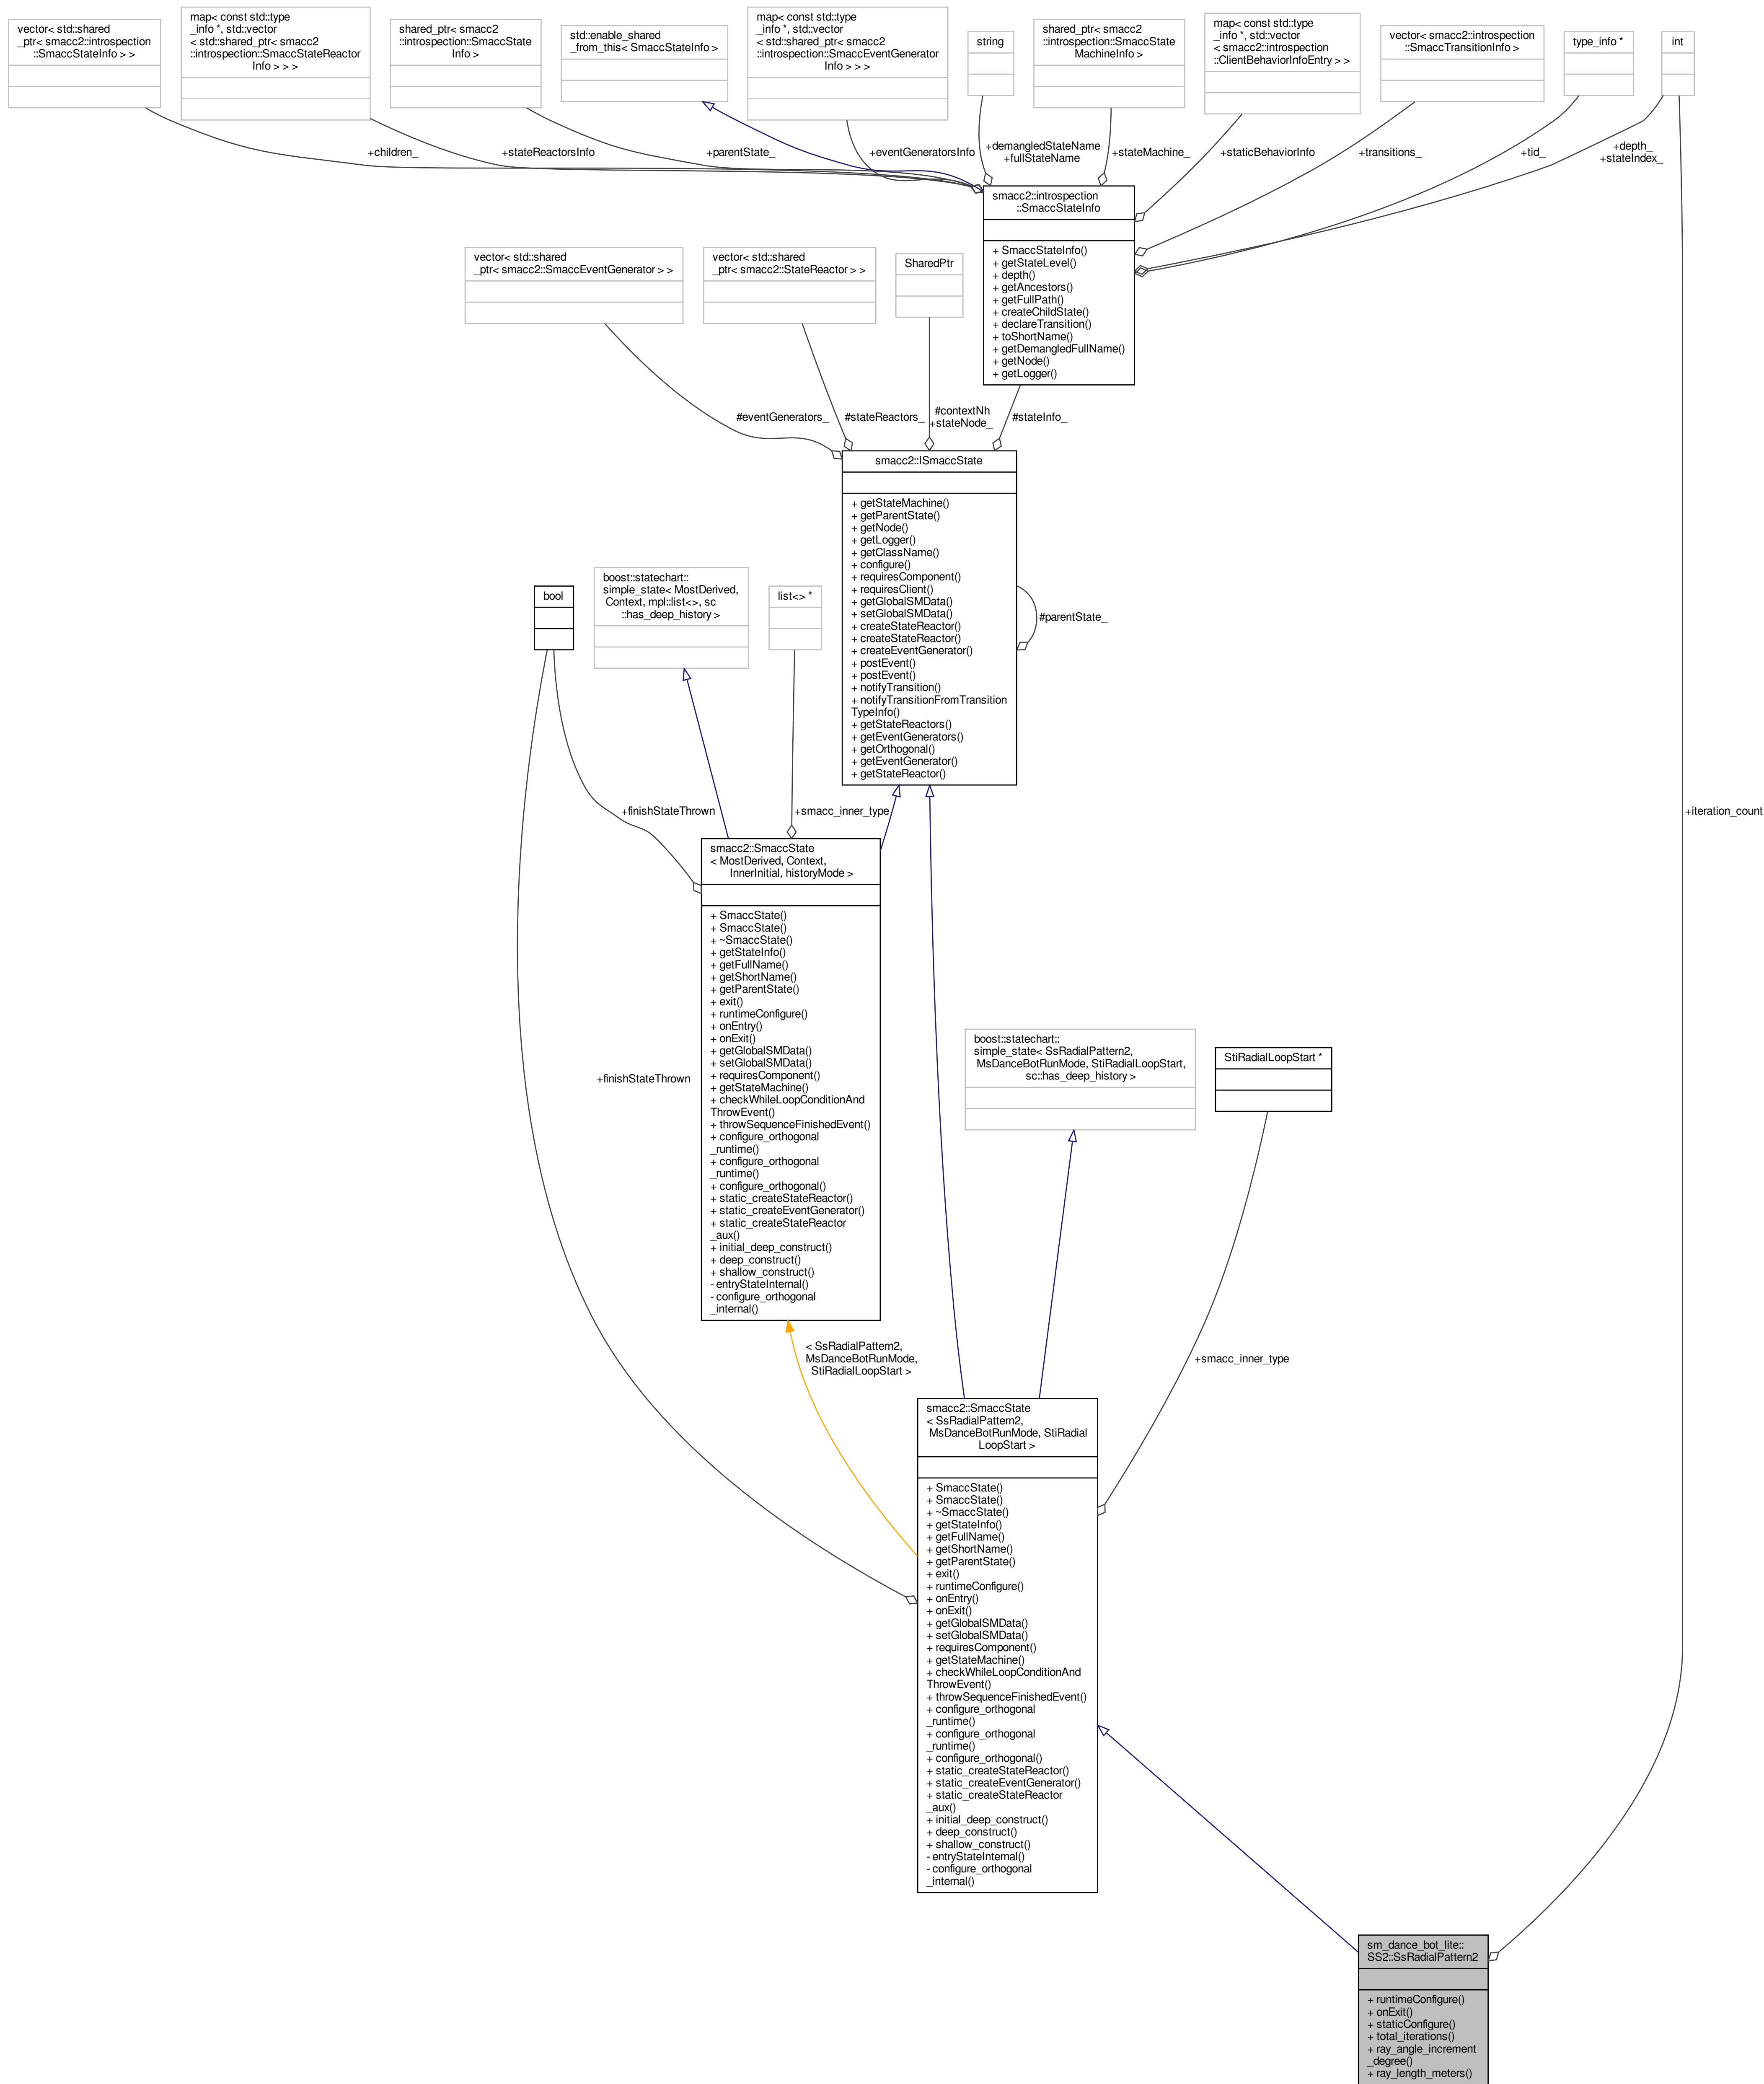 vector< std::shared
_ptr< smacc2::introspection
::SmaccStateInfo > >
map< const std::type
_info *, std::vector
< std::shared_ptr< smacc2
::introspection::SmaccStateReactor
Info > > >
shared_ptr< smacc2
::introspection::SmaccState
Info >
std::enable_shared
_from_this< SmaccStateInfo >
map< const std::type
_info *, std::vector
< std::shared_ptr< smacc2
::introspection::SmaccEventGenerator
Info > > >
string
shared_ptr< smacc2
::introspection::SmaccState
MachineInfo >
map< const std::type
_info *, std::vector
< smacc2::introspection
::ClientBehaviorInfoEntry > >
vector< smacc2::introspection
::SmaccTransitionInfo >
type_info *
int
+children_
+stateReactorsInfo
+parentState_
+eventGeneratorsInfo
+demangledStateName
+fullStateName
+stateMachine_
+staticBehaviorInfo
+transitions_
+tid_
+depth_
+stateIndex_
smacc2::introspection
::SmaccStateInfo
+ SmaccStateInfo()
+ getStateLevel()
+ depth()
+ getAncestors()
+ getFullPath()
+ createChildState()
+ declareTransition()
+ toShortName()
+ getDemangledFullName()
+ getNode()
+ getLogger()
vector< std::shared
_ptr< smacc2::SmaccEventGenerator > >
vector< std::shared
_ptr< smacc2::StateReactor > >
SharedPtr
#eventGenerators_
#stateReactors_
#contextNh
+stateNode_
#stateInfo_
smacc2::ISmaccState
+ getStateMachine()
+ getParentState()
+ getNode()
+ getLogger()
+ getClassName()
+ configure()
+ requiresComponent()
+ requiresClient()
+ getGlobalSMData()
+ setGlobalSMData()
+ createStateReactor()
+ createStateReactor()
+ createEventGenerator()
+ postEvent()
+ postEvent()
+ notifyTransition()
+ notifyTransitionFromTransition
TypeInfo()
+ getStateReactors()
+ getEventGenerators()
+ getOrthogonal()
+ getEventGenerator()
+ getStateReactor()
#parentState_
bool
boost::statechart::
simple_state< MostDerived,
Context, mpl::list<>, sc
::has_deep_history >
list<> *
+finishStateThrown
+smacc_inner_type
+iteration_count
smacc2::SmaccState
< MostDerived, Context,
InnerInitial, historyMode >
+ SmaccState()
+ SmaccState()
+ ~SmaccState()
+ getStateInfo()
+ getFullName()
+ getShortName()
+ getParentState()
+ exit()
+ runtimeConfigure()
+ onEntry()
+ onExit()
+ getGlobalSMData()
+ setGlobalSMData()
+ requiresComponent()
+ getStateMachine()
+ checkWhileLoopConditionAnd
ThrowEvent()
+ throwSequenceFinishedEvent()
+ configure_orthogonal
_runtime()
+ configure_orthogonal
_runtime()
+ configure_orthogonal()
+ static_createStateReactor()
+ static_createEventGenerator()
+ static_createStateReactor
_aux()
+ initial_deep_construct()
+ deep_construct()
+ shallow_construct()
- entryStateInternal()
- configure_orthogonal
_internal()
+finishStateThrown
boost::statechart::
simple_state< SsRadialPattern2,
MsDanceBotRunMode, StiRadialLoopStart,
sc::has_deep_history >
StiRadialLoopStart *
< SsRadialPattern2,
MsDanceBotRunMode,
StiRadialLoopStart >
+smacc_inner_type
smacc2::SmaccState
< SsRadialPattern2,
MsDanceBotRunMode, StiRadial
LoopStart >
+ SmaccState()
+ SmaccState()
+ ~SmaccState()
+ getStateInfo()
+ getFullName()
+ getShortName()
+ getParentState()
+ exit()
+ runtimeConfigure()
+ onEntry()
+ onExit()
+ getGlobalSMData()
+ setGlobalSMData()
+ requiresComponent()
+ getStateMachine()
+ checkWhileLoopConditionAnd
ThrowEvent()
+ throwSequenceFinishedEvent()
+ configure_orthogonal
_runtime()
+ configure_orthogonal
_runtime()
+ configure_orthogonal()
+ static_createStateReactor()
+ static_createEventGenerator()
+ static_createStateReactor
_aux()
+ initial_deep_construct()
+ deep_construct()
+ shallow_construct()
- entryStateInternal()
- configure_orthogonal
_internal()
sm_dance_bot_lite::
SS2::SsRadialPattern2
+ runtimeConfigure()
+ onExit()
+ staticConfigure()
+ total_iterations()
+ ray_angle_increment
_degree()
+ ray_length_meters()